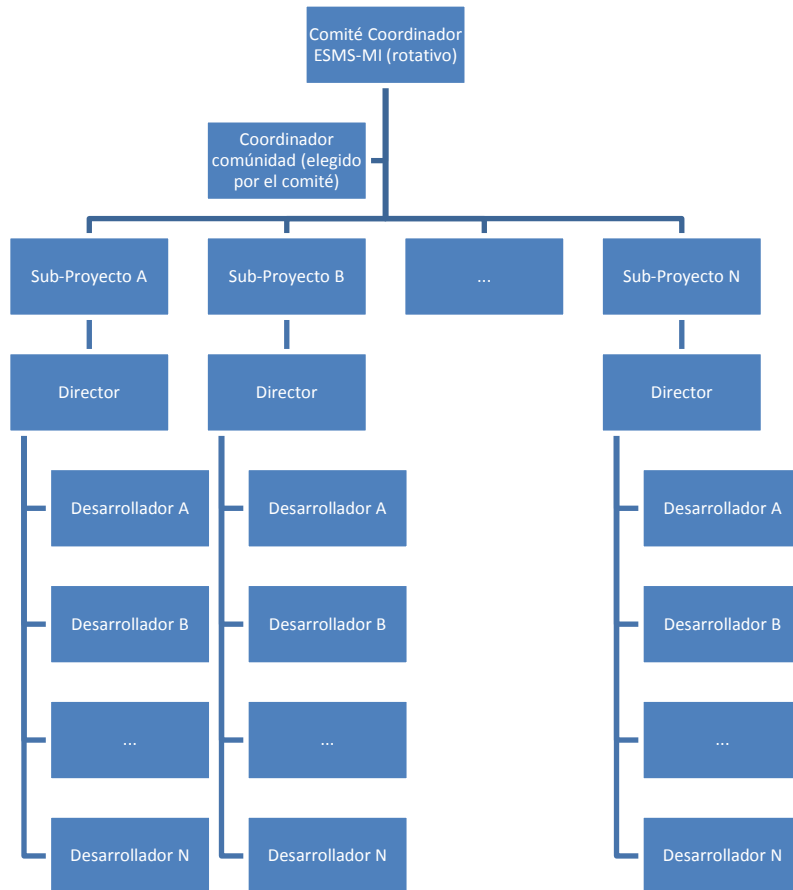 Comité Coordinador
ESMS-MI (rotativo)
Coordinador
comúnidad (elegido
por el comité)
Sub-Proyecto A
Sub-Proyecto B
...
Sub-Proyecto N
Director
Director
Director
Desarrollador A
Desarrollador A
Desarrollador A
Desarrollador B
Desarrollador B
Desarrollador B
...
...
...
Desarrollador N
Desarrollador N
Desarrollador N